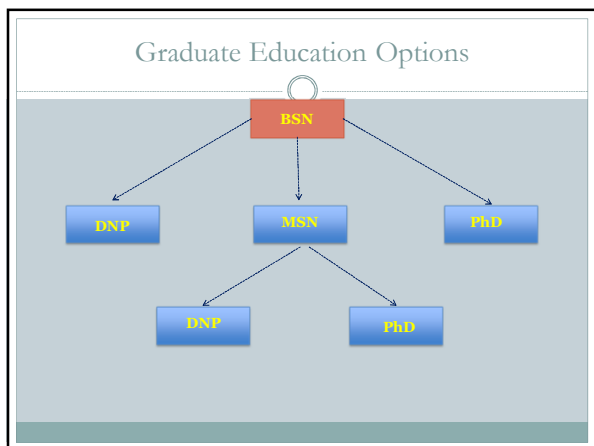 Graduate Education Options
BSN
DNP
MSN
PhD
DNP
PhD